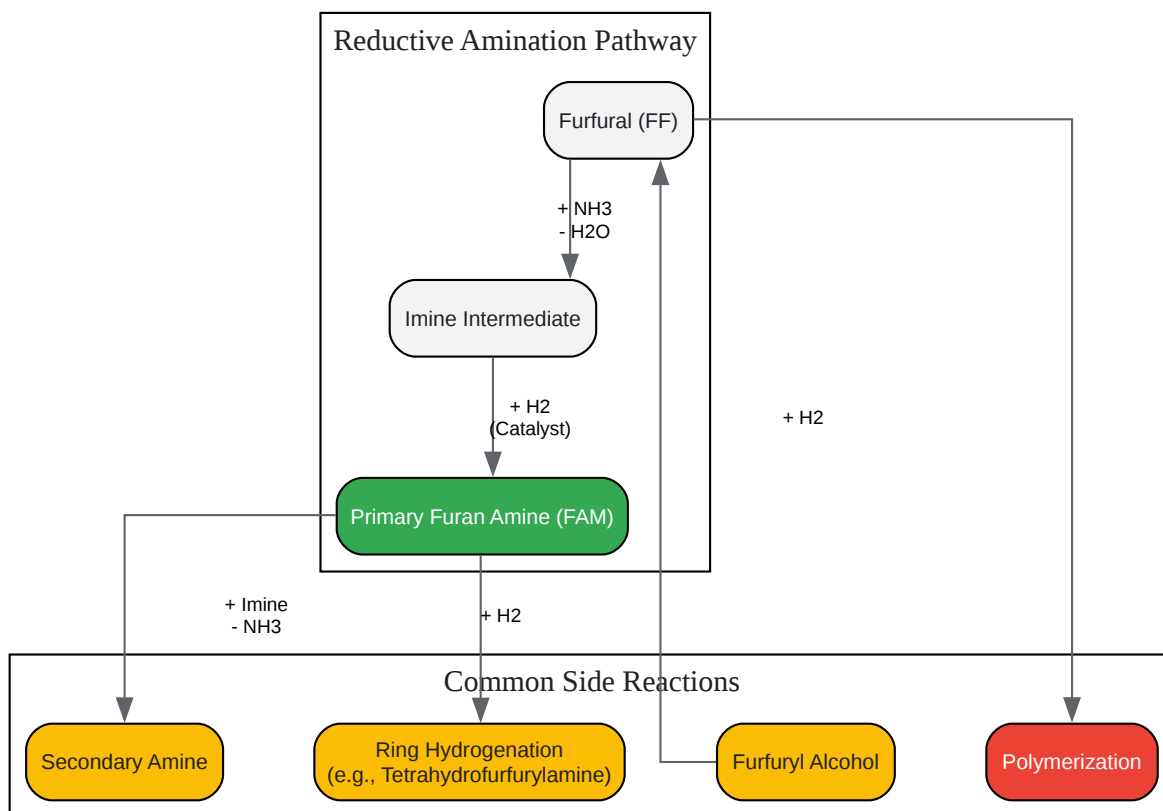 Reductive Amination Pathway
Furfural (FF)
+ NH3
- H2O
Imine Intermediate
+ H2
(Catalyst)
+ H2
Primary Furan Amine (FAM)
+ Imine
- NH3
+ H2
Common Side Reactions
Secondary Amine
Ring Hydrogenation
(e.g., Tetrahydrofurfurylamine)
Furfuryl Alcohol
Polymerization